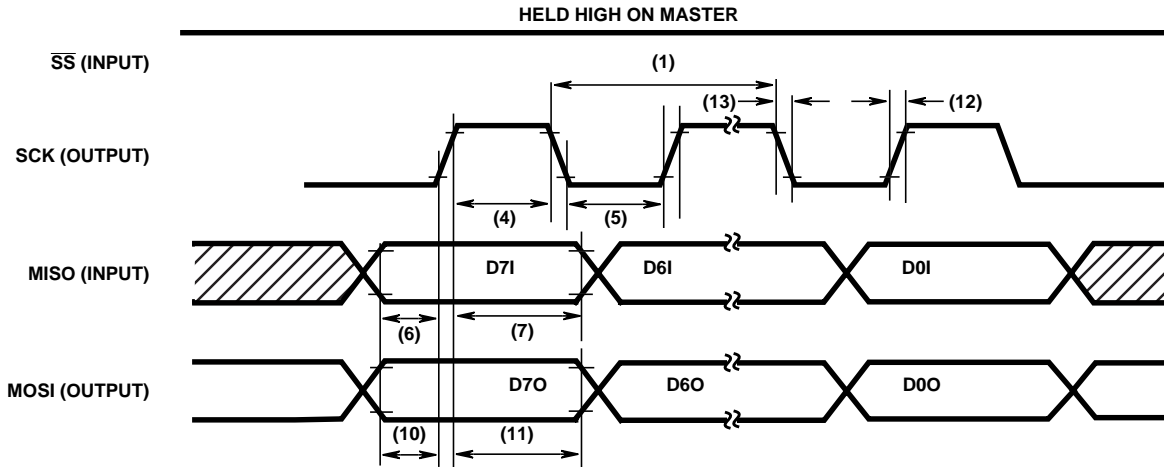 HELD HIGH ON MASTER
S̅S̅ (INPUT)
(1)
(13)
(12)
SCK (OUTPUT)
(4)
(5)
MISO (INPUT)
D7I
D6I
D0I
(6)
(7)
MOSI (OUTPUT)
D7O
D6O
D0O
(10)
(11)